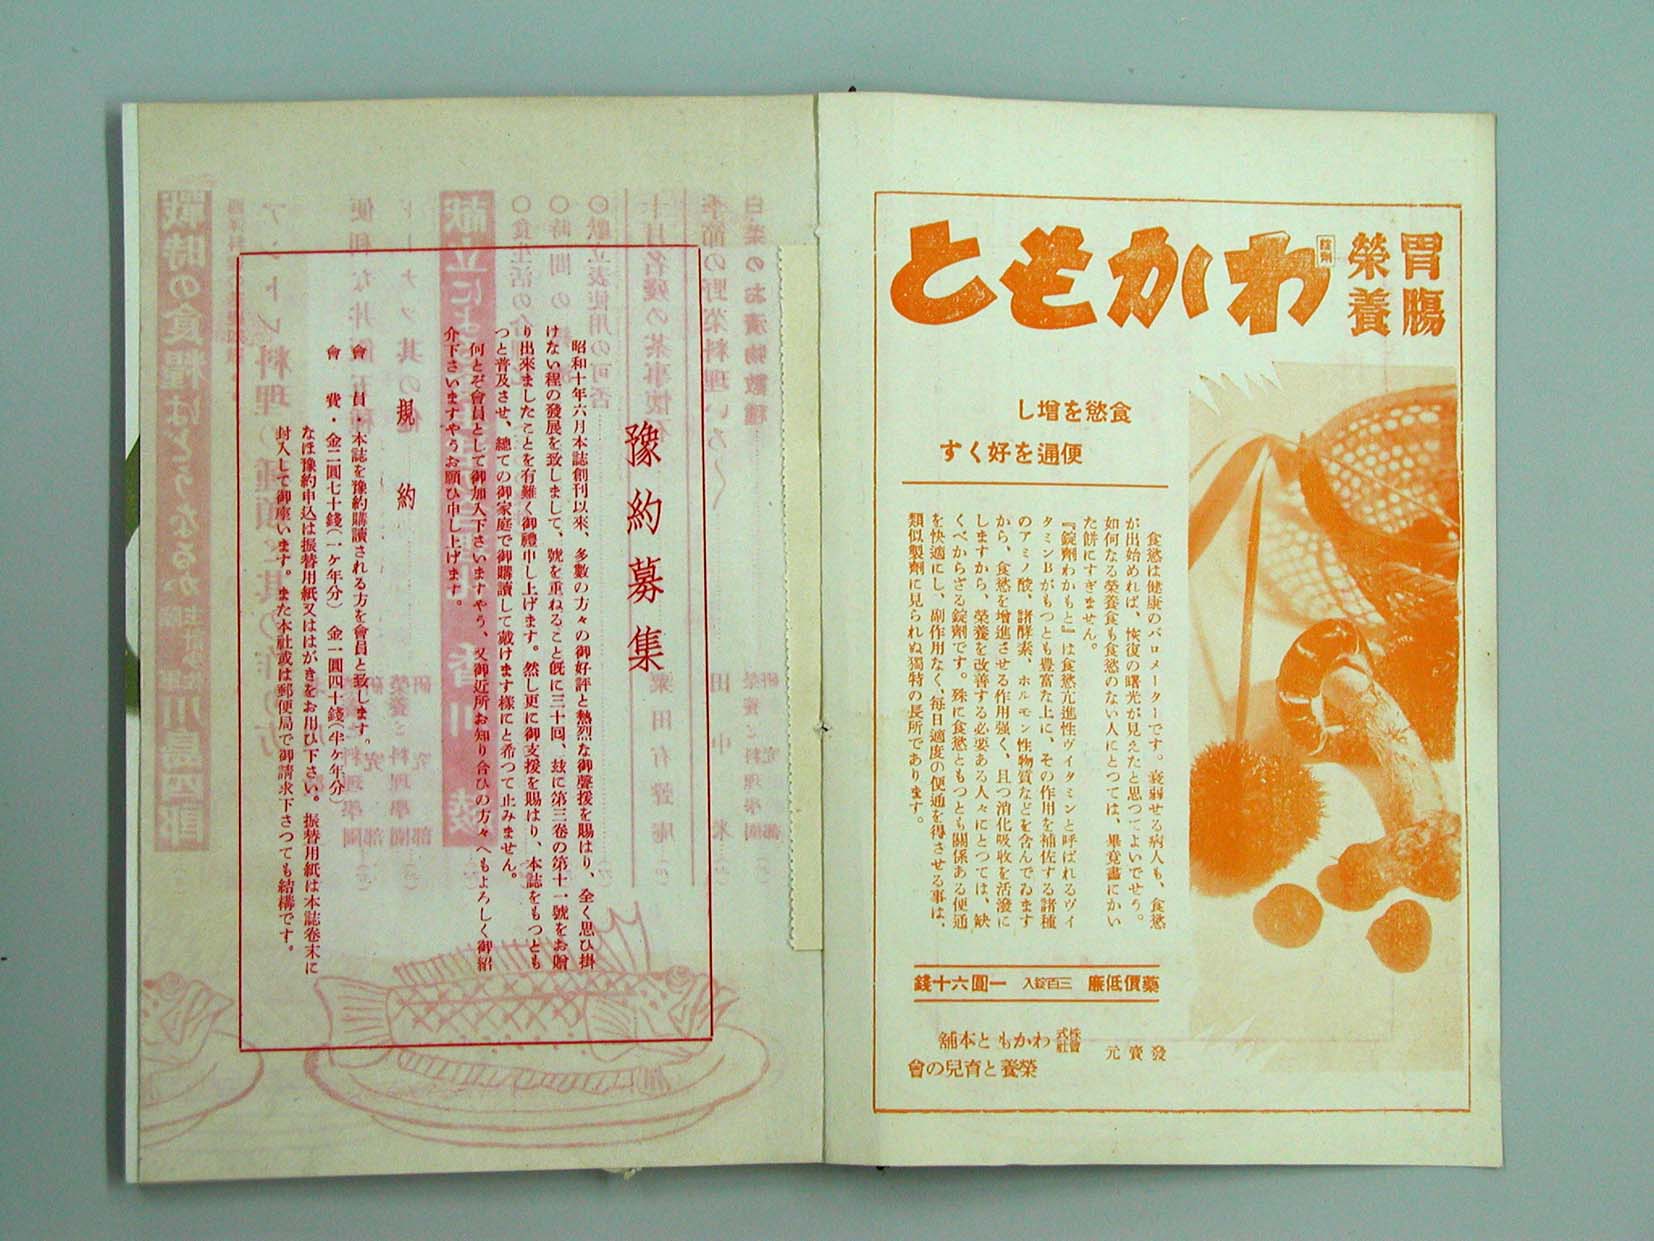 胃腸
榮養
錠劑
わかもと
食慾を增し
便通を好くす
食慾は健康のバロメーターです。衰弱せる病人も、食慾
が出始めれば、恢復の曙光が見えたと思つてよいでせう。
如何なる榮養食も食慾のない人にとつては、畢竟畵にかい
た餅にすぎません。
『錠劑わかもと』は食慾亢進性ヴイタミンと呼ばれるヴイ
タミンBがもつとも豊富な上に、その作用を補佐する諸種
のアミノ酸、諸酵素、ホルモン性物質などを含んでゐます
から、食慾を增進させる作用强く、且つ消化吸收を活潑に
しますから、榮養を改善する必要ある人々にとつては、缺
くべからざる錠劑です。殊に食慾ともつとも關係ある便通
を快適にし、副作用なく、每日適度の便通を得させる事は、
類似製劑に見られぬ獨特の長所であります。
藥價低廉 三百錠入 一圓六十錢
發賣元 株式會社 わかもと本舖
榮養と育兒の會
豫約募集
昭和十年六月本誌創刊以來、多數の方々の御好評と熱烈な御聲援を賜はり、全く思ひ掛
けない程の發展を致しまして、號を重ねること旣に三十回、玆に第三卷の第十一號をお贈
り出來ましたことを有難く御禮申し上げます。然し更に御支援を賜はり、本誌をもつとも
つと普及させ、總ての御家庭で御購讀して戴けます樣にと希つて止みません。
何とぞ會員として御加入下さいますやう、又御近所お知り合ひの方々へもよろしく御紹
介下さいますやうお願ひ申し上げます。
規約
會員・本誌を豫約購讀される方を會員と致します。
會費・金二圓七十錢(一ケ年分) 金一圓四十錢(半ケ年分)
なほ豫約申込は振替用紙又ははがきをお用ひ下さい。振替用紙は本誌卷末に
封入して御座います。また本社或は郵便局で御請求下さつても結構です。